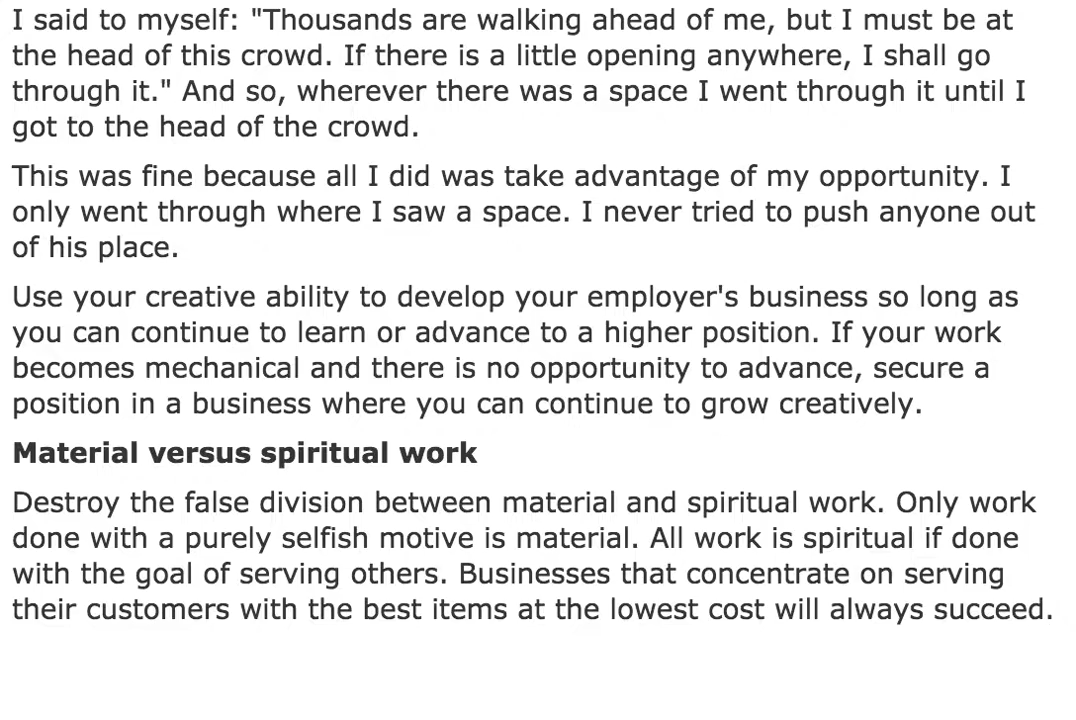 I said to myself: "Thousands are walking ahead of me, but I must be at
the head of this crowd. If there is a little opening anywhere, I shall go
through it." And so, wherever there was a space I went through it until I
got to the head of the crowd.
This was fine because all I did was take advantage of my opportunity. I
only went through where I saw a space. I never tried to push anyone out
of his place.
Use your creative ability to develop your employer's business so long as
you can continue to learn or advance to a higher position. If your work
becomes mechanical and there is no opportunity to advance, secure a
position in a business where you can continue to grow creatively.
Material versus spiritual work
Destroy the false division between material and spiritual work. Only work
done with a purely selfish motive is material. All work is spiritual if done
with the goal of serving others. Businesses that concentrate on serving
their customers with the best items at the lowest cost will always succeed.